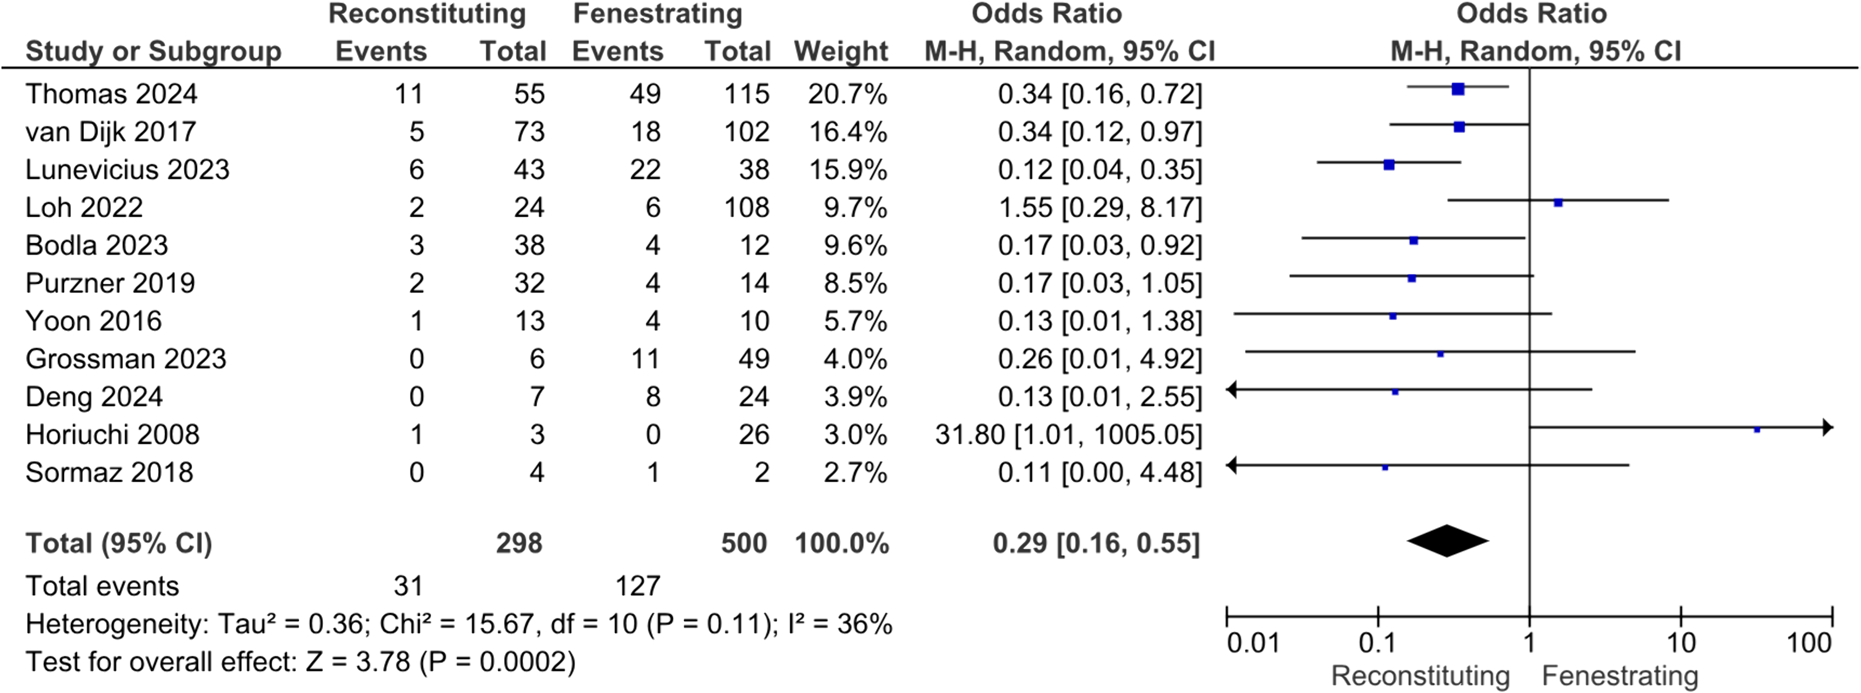 Reconstituting Fenestrating Odds Ratio Odds Ratio
Study or Subgroup Events Total Events Total Weight M-H, Random, 95% CI M-H, Random, 95% CI
Thomas 2024 11 55 49 115 20.7% 0.34 [0.16, 0.72]
van Dijk 2017 5 73 18 102 16.4% 0.34 [0.12, 0.97]
Lunevicius 2023 6 43 22 38 15.9% 0.12 [0.04, 0.35]
Loh 2022 2 24 6 108 9.7% 1.55 [0.29, 8.17]
Bodla 2023 3 38 4 12 9.6% 0.17 [0.03, 0.92]
Purzner 2019 2 32 4 14 8.5% 0.17 [0.03, 1.05]
Yoon 2016 1 13 4 10 5.7% 0.13 [0.01, 1.38]
Grossman 2023 0 6 11 49 4.0% 0.26 [0.01, 4.92]
Deng 2024 0 7 8 24 3.9% 0.13 [0.01, 2.55]
Horiuchi 2008 1 3 0 26 3.0% 31.80 [1.01, 1005.05]
Sormaz 2018 0 4 1 2 2.7% 0.11 [0.00, 4.48]
Total (95% CI) 298 500 100.0% 0.29 [0.16, 0.55]
Total events 31 127
Heterogeneity: Tau² = 0.36; Chi² = 15.67, df = 10 (P = 0.11); I² = 36%
Test for overall effect: Z = 3.78 (P = 0.0002)
0.01 0.1 1 10 100
Reconstituting Fenestrating